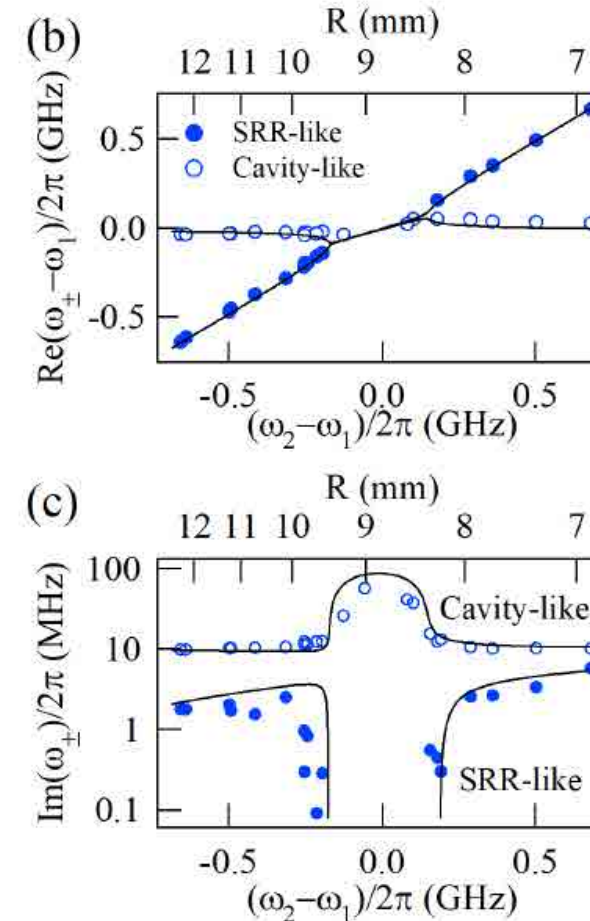 (b)
R (mm)
12 11 10 9 8 7
Re(ω±−ω₁)/2π (GHz)
0.5
0.0
-0.5
SRR-like
Cavity-like
-0.5 0.0 0.5
(ω₂−ω₁)/2π (GHz)
(c)
R (mm)
12 11 10 9 8 7
Im(ω±)/2π (MHz)
100
10
1
0.1
Cavity-like
SRR-like
-0.5 0.0 0.5
(ω₂−ω₁)/2π (GHz)